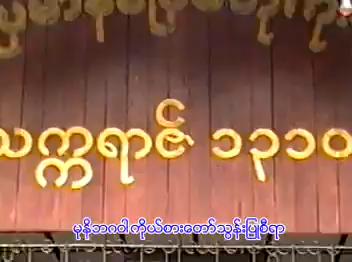 သက္ကရာဇ် ၁၃၁၀
မုနိဘဂဝါကိုယ်စားတော်သွန်းပြုစီရာ